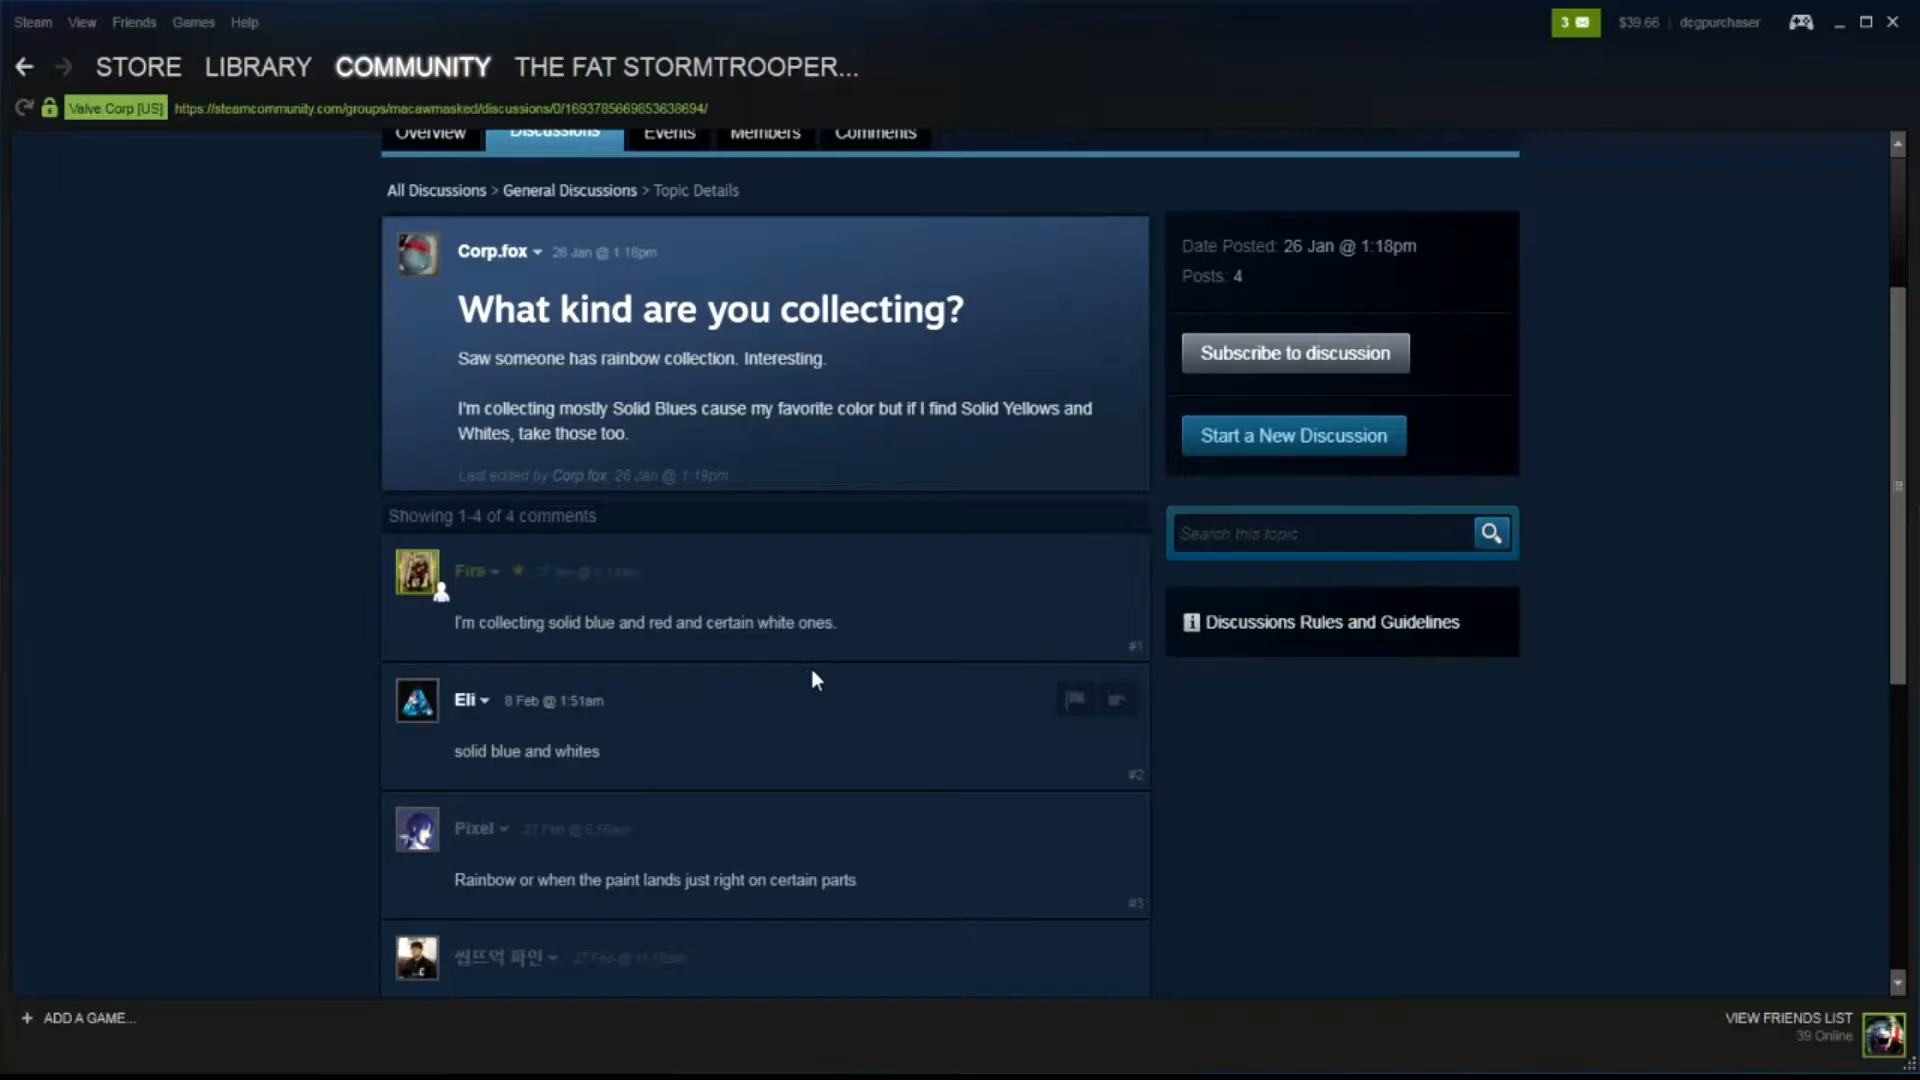 Steam View Friends Games Help
3 $39.66 | dcgpurchaser
STORE LIBRARY COMMUNITY THE FAT STORMTROOPER...
Valve Corp [US] https://steamcommunity.com/groups/macawmasked/discussions/0/1693785669853638694/
Overview Discussions Events Members Comments
All Discussions > General Discussions > Topic Details
Corp.fox 26 Jan @ 1:18pm
What kind are you collecting?
Saw someone has rainbow collection. Interesting.
I'm collecting mostly Solid Blues cause my favorite color but if I find Solid Yellows and
Whites, take those too.
Last edited by Corp.fox 26 Jan @ 1:19pm
Date Posted: 26 Jan @ 1:18pm
Posts: 4
Subscribe to discussion
Start a New Discussion
Search this topic
Discussions Rules and Guidelines
Showing 1-4 of 4 comments
I'm collecting solid blue and red and certain white ones.
#1
Eli 8 Feb @ 1:51am
solid blue and whites
#2
Pixel
Rainbow or when the paint lands just right on certain parts
#3
씹뜨억 파인
+ ADD A GAME...
VIEW FRIENDS LIST
39 Online